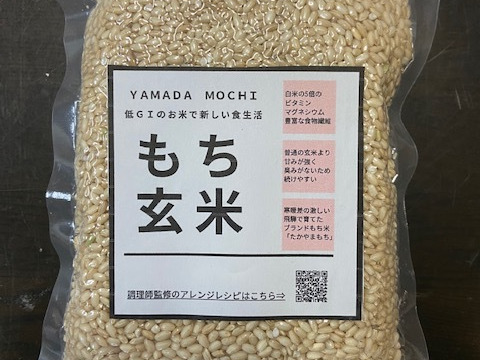 YAMADA MOCHI
低GIのお米で新しい食生活
もち
玄米
白米の5倍の
ビタミン
マグネシウム
豊富な食物繊維
普通の玄米より
甘みが強く
臭みがないため
続けやすい
寒暖差の激しい
飛騨で育てた
ブランドもち米
「たかやまもち」
調理師監修のアレンジレシピはこちら⇒